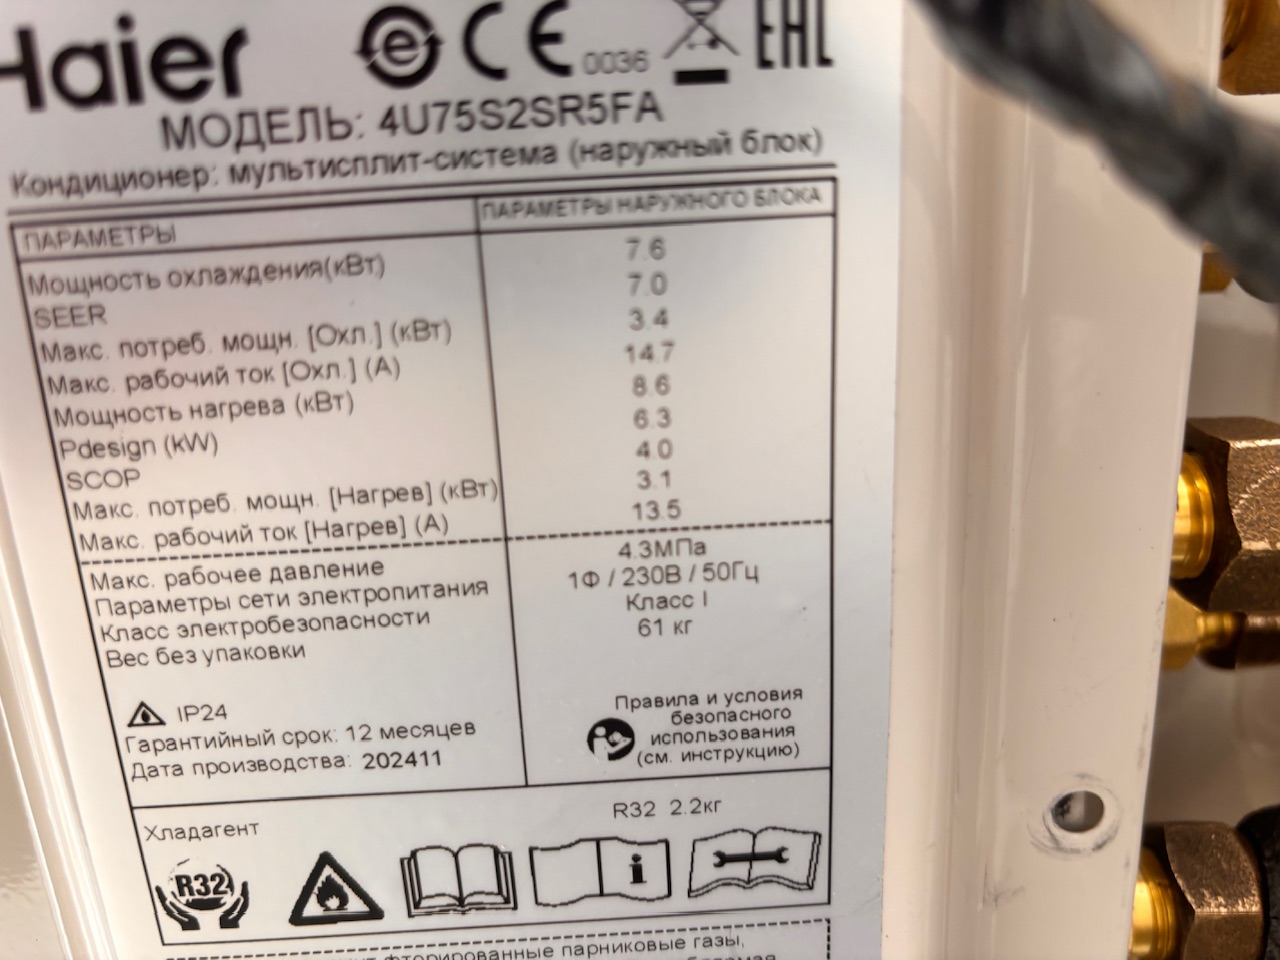 Haier
CE 0036 EAC
МОДЕЛЬ: 4U75S2SR5FA
Кондиционер: мультисплит-система (наружный блок)
ПАРАМЕТРЫ ПАРАМЕТРЫ НАРУЖНОГО БЛОКА
Мощность охлаждения(кВт) 7.6
SEER 7.0
Макс. потреб. мощн. [Охл.] (кВт) 3.4
Макс. рабочий ток [Охл.] (А) 14.7
Мощность нагрева (кВт) 8.6
Pdesign (kW) 6.3
SCOP 4.0
Макс. потреб. мощн. [Нагрев] (кВт) 3.1
Макс. рабочий ток [Нагрев] (А) 13.5
Макс. рабочее давление 4.3МПа
Параметры сети электропитания 1Ф / 230В / 50Гц
Класс электробезопасности Класс I
Вес без упаковки 61 кг
IP24
Гарантийный срок: 12 месяцев
Дата производства: 202411
Правила и условия
безопасного
использования
(см. инструкцию)
Хладагент R32 2.2кг
R32
фторированные парниковые газы,